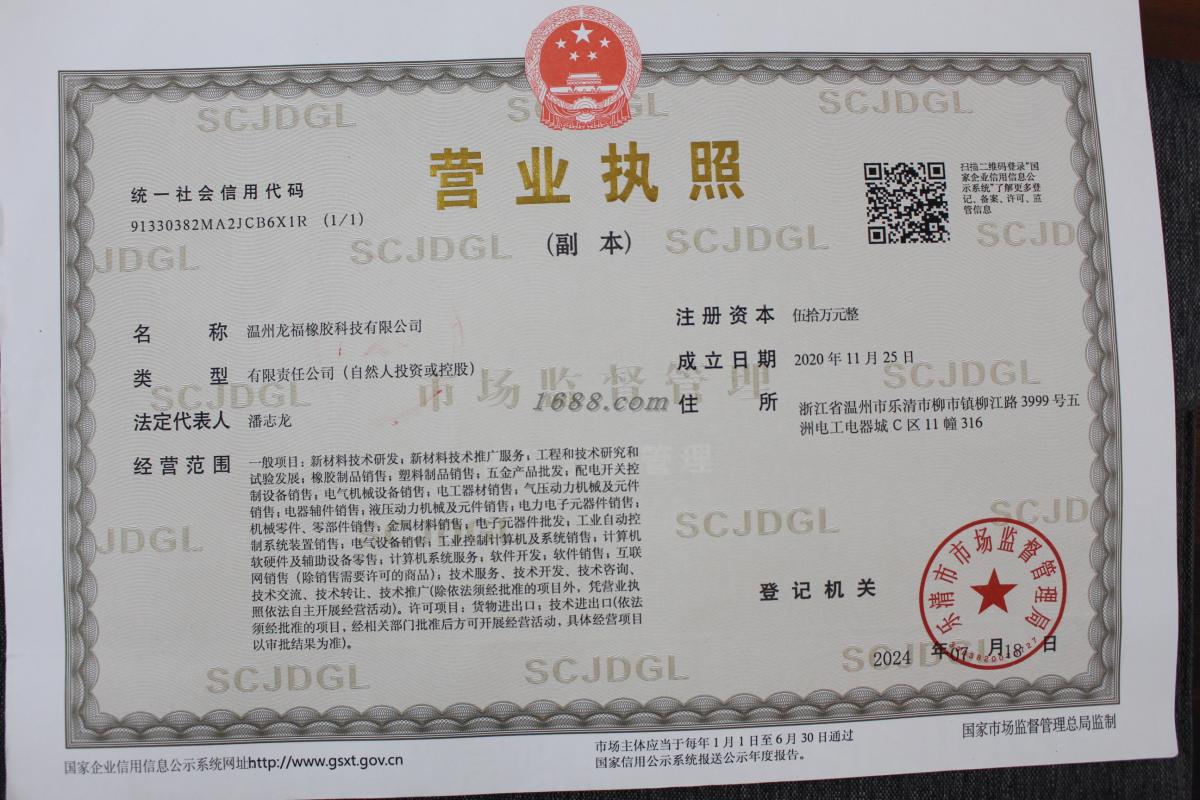 SCJDGL
SCJDGL
SCJDGL
营业执照
(副 本)
统一社会信用代码
91330382MA2JCB6X1R (1/1)
扫描二维码登录“国
家企业信用信息公
示系统”了解更多登
记、备案、许可、监
管信息
JDGL
SCJDGL
SCJDGL
SCJD
名 称 温州龙福橡胶科技有限公司
类 型 有限责任公司（自然人投资或控股）
法定代表人 潘志龙
经营范围 一般项目：新材料技术研发；新材料技术推广服务；工程和技术研究和
试验发展；橡胶制品销售；塑料制品销售；五金产品批发；配电开关控
制设备销售；电气机械设备销售；电工器材销售；气压动力机械及元件
销售；电器辅件销售；液压动力机械及元件销售；电力电子元器件销售；
机械零件、零部件销售；金属材料销售；电子元器件批发；工业自动控
制系统装置销售；电气设备销售；工业控制计算机及系统销售；计算机
软硬件及辅助设备零售；计算机系统服务；软件开发；软件销售；互联
网销售（除销售需要许可的商品）；技术服务、技术开发、技术咨询、
技术交流、技术转让、技术推广(除依法须经批准的项目外，凭营业执
照依法自主开展经营活动)。许可项目：货物进出口；技术进出口(依法
须经批准的项目，经相关部门批准后方可开展经营活动，具体经营项目
以审批结果为准)。
注册资本 伍拾万元整
成立日期 2020年11月25日
住 所 浙江省温州市乐清市柳市镇柳江路3999号五
洲电工电器城C区11幢316
SCJDGL
市场监督管理
SCJDGL
1688.com
管理
JDGL
SCJDGL
SCJD
登记机关
乐清市市场监督管理局
2024 年07 月18 日
SCJDGL
SCJDGL
SCJDGL
国家企业信用信息公示系统网址http://www.gsxt.gov.cn
市场主体应当于每年1月1日至6月30日通过
国家信用公示系统报送公示年度报告。
国家市场监督管理总局监制